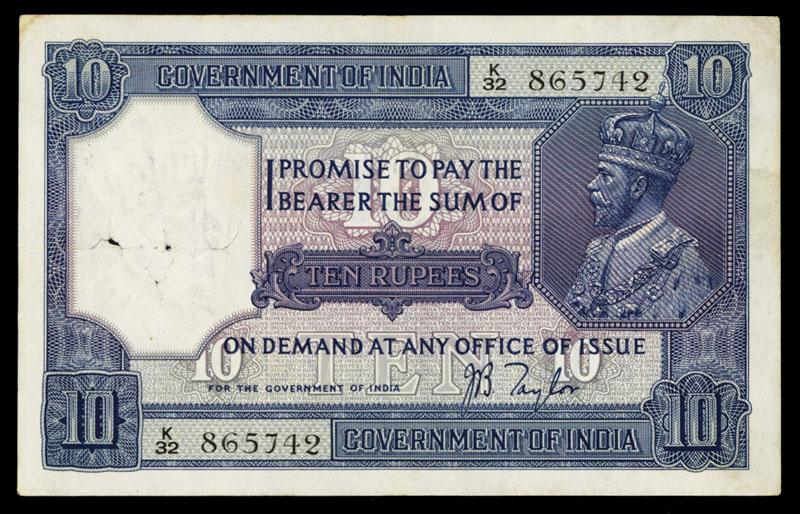 10 GOVERNMENT OF INDIA K/32 865742 10
I PROMISE TO PAY THE
BEARER THE SUM OF
10
TEN RUPEES
ON DEMAND AT ANY OFFICE OF ISSUE
10 TEN 10
FOR THE GOVERNMENT OF INDIA JB Taylor
10 K/32 865742 GOVERNMENT OF INDIA 10